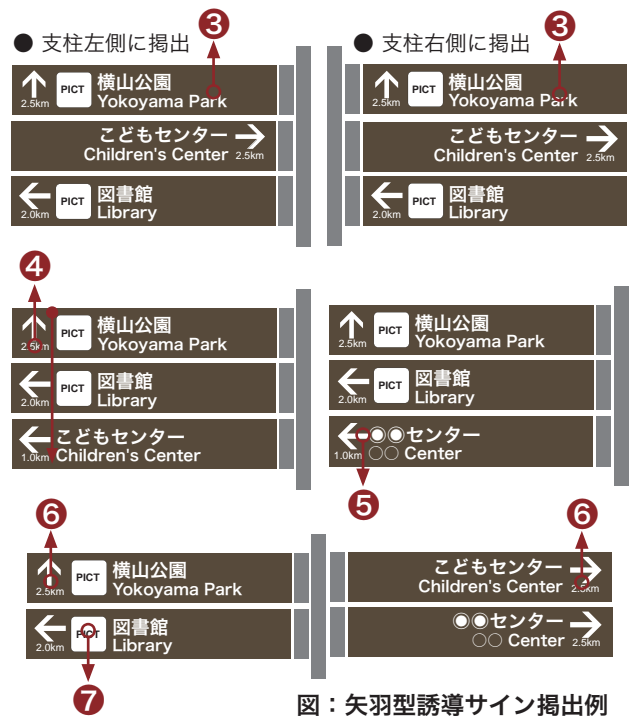 ❸
● 支柱左側に掲出
PICT 横山公園
2.5km Yokoyama Park
こどもセンター
Children's Center 2.5km
PICT 図書館
2.0km Library
❸
● 支柱右側に掲出
PICT 横山公園
2.5km Yokoyama Park
こどもセンター
Children's Center 2.5km
PICT 図書館
2.0km Library
❹
PICT 横山公園
2.5km Yokoyama Park
PICT 図書館
2.0km Library
こどもセンター
1.0km Children's Center
PICT 横山公園
2.5km Yokoyama Park
PICT 図書館
2.0km Library
◉◉センター
1.0km ○○ Center
❺
❻
PICT 横山公園
2.5km Yokoyama Park
PICT 図書館
2.0km Library
❼
❻
こどもセンター
Children's Center 2.5km
◉◉センター
○○ Center 2.5km
図：矢羽型誘導サイン掲出例